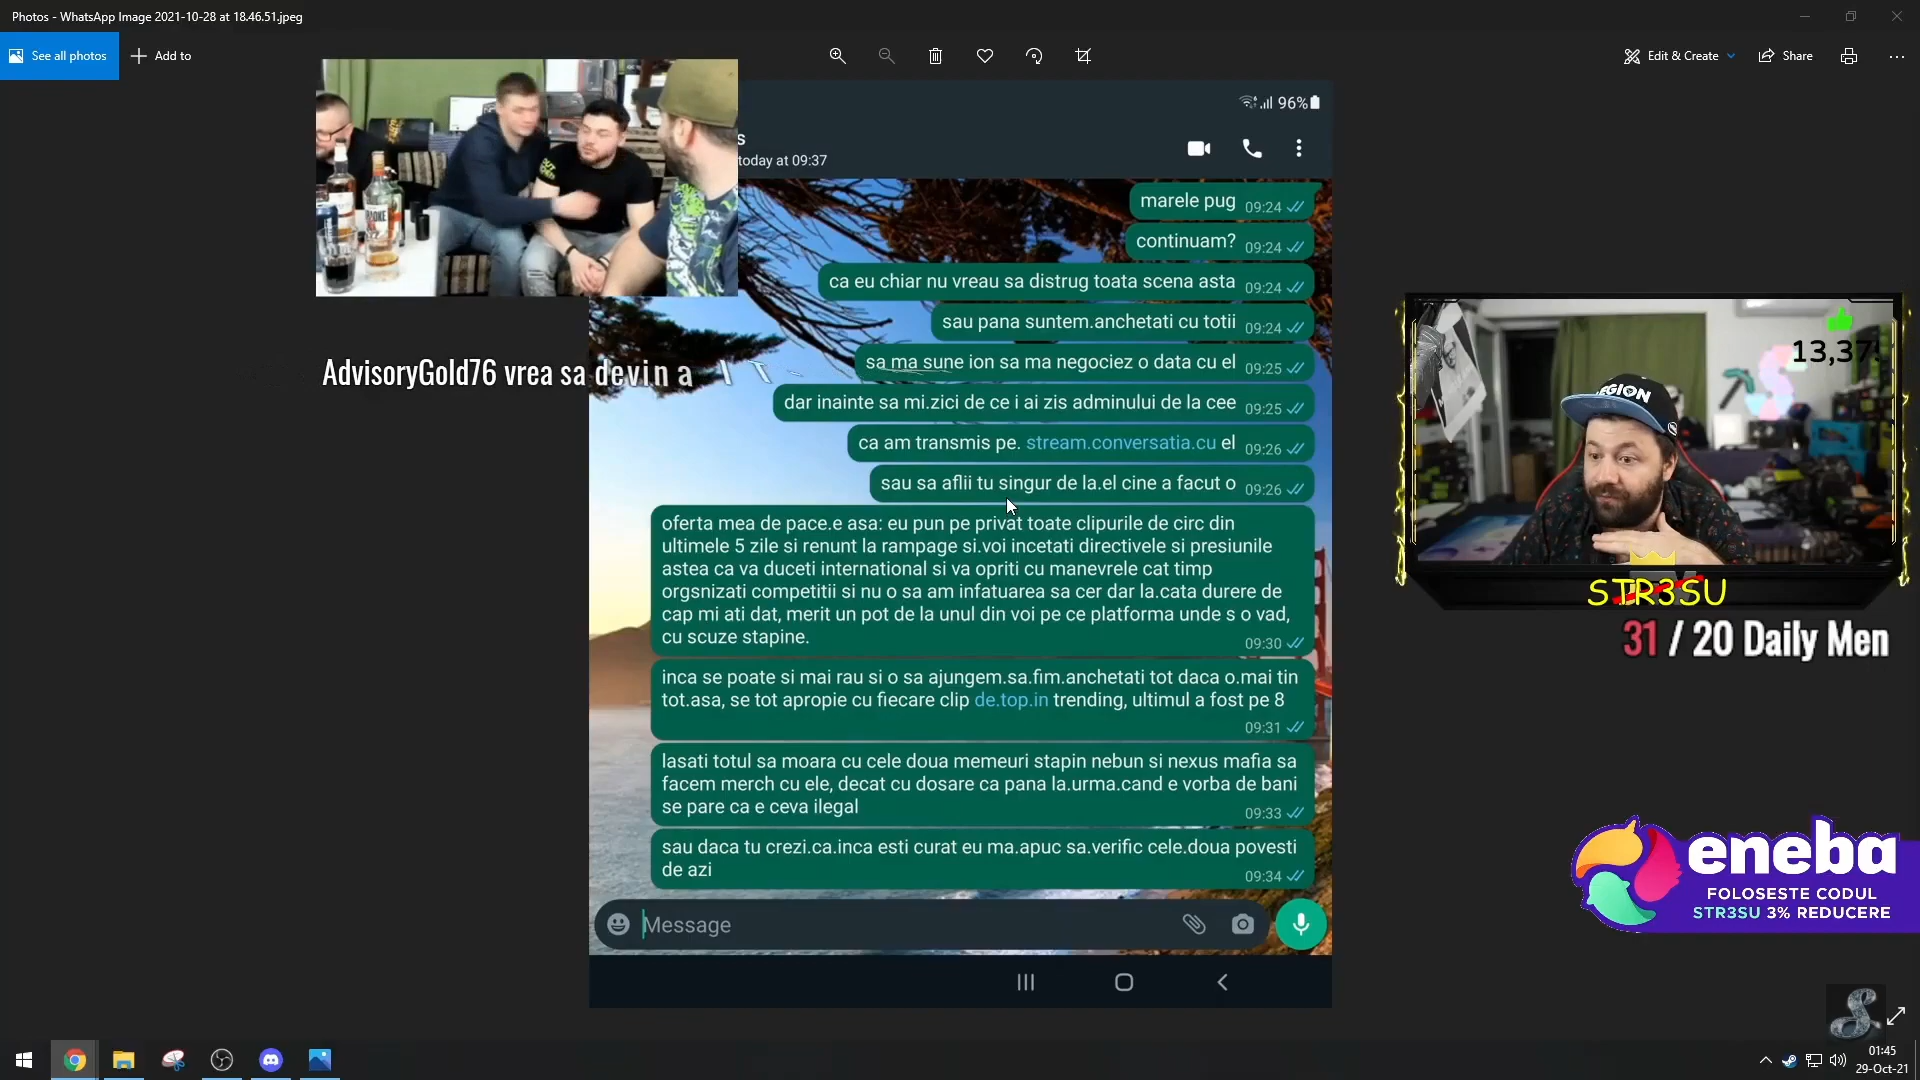 Photos - WhatsApp Image 2021-10-28 at 18.46.51.jpeg
See all photos
Add to
Edit & Create
Share
96%
s
today at 09:37
marele pug 09:24
continuam? 09:24
ca eu chiar nu vreau sa distrug toata scena asta 09:24
sau pana suntem.anchetati cu totii 09:24
sa ma sune ion sa ma negociez o data cu el 09:25
dar inainte sa mi.zici de ce i ai zis adminului de la cee 09:25
ca am transmis pe. stream.conversatia.cu el 09:26
sau sa aflii tu singur de la.el cine a facut o 09:26
oferta mea de pace.e asa: eu pun pe privat toate clipurile de circ din
ultimele 5 zile si renunt la rampage si.voi incetati directivele si presiunile
astea ca va duceti international si va opriti cu manevrele cat timp
orgsnizati competitii si nu o sa am infatuarea sa cer dar la.cata durere de
cap mi ati dat, merit un pot de la unul din voi pe ce platforma unde s o vad,
cu scuze stapine.
09:30
inca se poate si mai rau si o sa ajungem.sa.fim.anchetati tot daca o.mai tin
tot.asa, se tot apropie cu fiecare clip de.top.in trending, ultimul a fost pe 8
09:31
lasati totul sa moara cu cele doua memeuri stapin nebun si nexus mafia sa
facem merch cu ele, decat cu dosare ca pana la.urma.cand e vorba de bani
se pare ca e ceva ilegal
09:33
sau daca tu crezi.ca.inca esti curat eu ma.apuc sa.verific cele.doua povesti
de azi
09:34
Message
AdvisoryGold76 vrea sa devina
LEGION
STR3SU
31 / 20 Daily Men
eneba
FOLOSESTE CODUL
STR3SU 3% REDUCERE
01:45
29-Oct-21